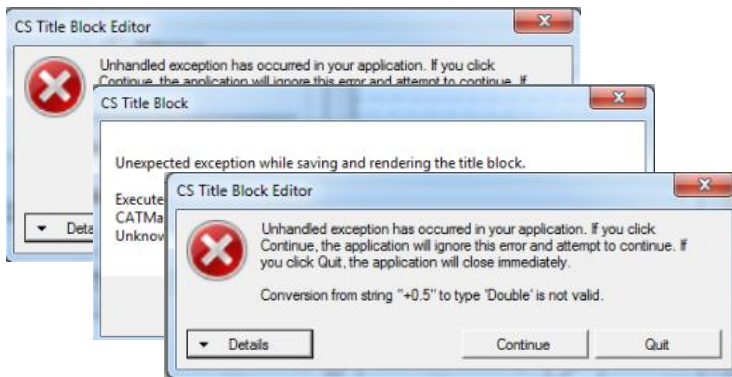 CS Title Block Editor
Unhandled exception has occurred in your application. If you click
Continue, the application will ignore this error and attempt to continue. If
CS Title Block
Unexpected exception while saving and rendering the title block.
Execute
CATMa
Unknow
Deta
CS Title Block Editor
Unhandled exception has occurred in your application. If you click
Continue, the application will ignore this error and attempt to continue. If
you click Quit, the application will close immediately.
Conversion from string "+0.5" to type 'Double' is not valid.
Details
Continue
Quit